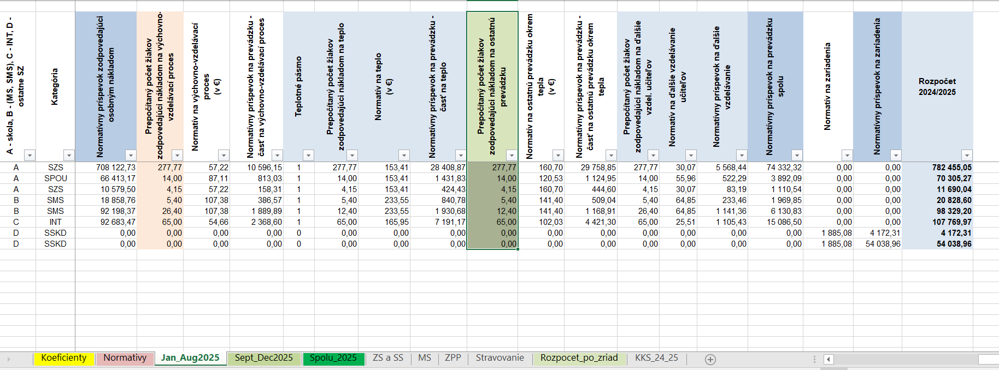 A - skola, B - (MS, SMS), C - INT, D -
ostatne SZ
Kategória
Normatívny príspevok zodpovedajúci
osobným nákladom
Prepočítaný počet žiakov
zodpovedajúci nákladom na výchovno-
vzdelávací proces
Normatív na výchovno-vzdelávací
proces
(v €)
Normatívny príspevok na prevádzku -
časť na výchovno-vzdelávací proces
Teplotné pásmo
Prepočítaný počet žiakov
zodpovedajúci nákladom na teplo
Normatív na teplo
(v €)
Normatívny príspevok na prevádzku -
časť na teplo
Prepočítaný počet žiakov
zodpovedajúci nákladom na ostatnú
prevádzku
Normatív na ostatnú prevádzku okrem
tepla
(v €)
Normatívny príspevok na prevádzku -
časť na ostatnú prevádzku okrem
tepla
Prepočítaný počet žiakov
zodpovedajúci nákladom na ďalšie
vzdel. učiteľov
Normatív na ďalšie vzdelávanie
učiteľov
Normatívny príspevok na ďalšie
vzdelávanie
Normatívny príspevok na prevádzku
spolu
Normatív na zariadenia
Normatívny príspevok na zariadenia
Rozpočet
2024/2025
A SZS 708 122,73 277,77 57,22 10 596,15 1 277,77 153,41 28 408,87 277,77 160,70 29 758,85 277,77 30,07 5 568,44 74 332,32 0,00 0,00 782 455,05
A SPOU 66 413,17 14,00 87,11 813,03 1 14,00 153,41 1 431,83 14,00 120,53 1 124,95 14,00 55,96 522,29 3 892,09 0,00 0,00 70 305,27
A SZS 10 579,50 4,15 57,22 158,31 1 4,15 153,41 424,43 4,15 160,70 444,60 4,15 30,07 83,19 1 110,54 0,00 0,00 11 690,04
B SMS 18 858,76 5,40 107,38 386,57 1 5,40 233,55 840,78 5,40 141,40 509,04 5,40 64,85 233,46 1 969,85 0,00 0,00 20 828,60
B SMS 92 198,37 26,40 107,38 1 889,89 1 12,40 233,55 1 930,68 12,40 141,40 1 168,91 26,40 64,85 1 141,36 6 130,83 0,00 0,00 98 329,20
C INT 92 683,47 65,00 54,66 2 368,60 1 65,00 165,95 7 191,17 65,00 102,03 4 421,30 65,00 25,51 1 105,43 15 086,50 0,00 0,00 107 769,97
D SSKD 0,00 0,00 0,00 0,00 0 0,00 0,00 0,00 0,00 0,00 0,00 0,00 0,00 0,00 0,00 1 885,08 4 172,31 4 172,31
D SSKD 0,00 0,00 0,00 0,00 0 0,00 0,00 0,00 0,00 0,00 0,00 0,00 0,00 0,00 0,00 1 885,08 54 038,96 54 038,96
Koeficienty Normativy Jan_Aug2025 Sept_Dec2025 Spolu_2025 ZS a SS MS ZPP Stravovanie Rozpocet_po_zriad KKS_24_25